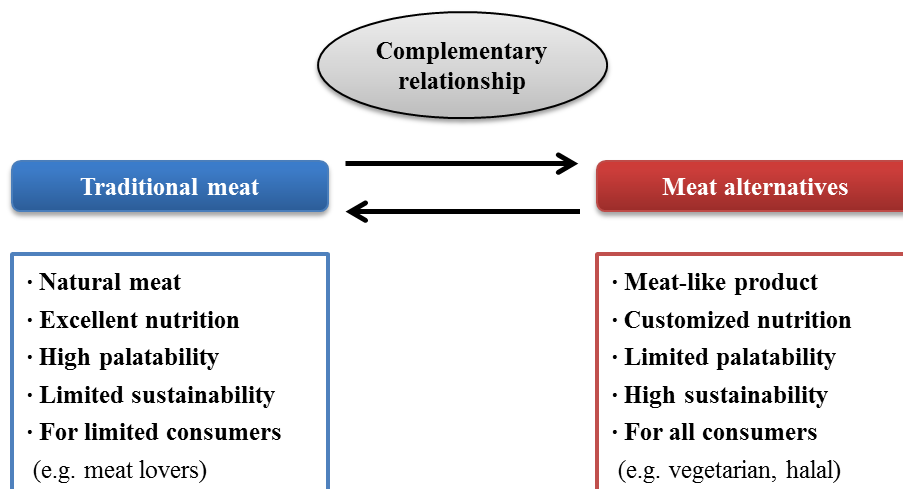 Complementary
relationship
Traditional meat
Meat alternatives
· Natural meat
· Excellent nutrition
· High palatability
· Limited sustainability
· For limited consumers
(e.g. meat lovers)
· Meat-like product
· Customized nutrition
· Limited palatability
· High sustainability
· For all consumers
(e.g. vegetarian, halal)